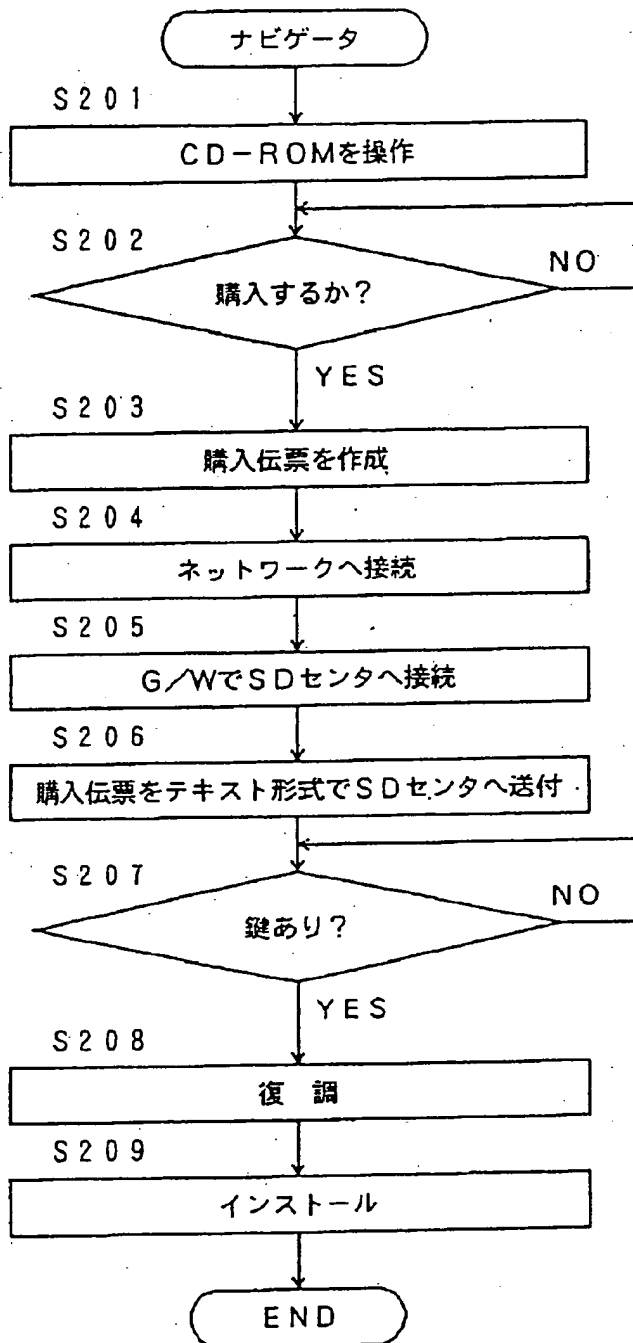 ナビゲータ
S201
CD-ROMを操作
S202
購入するか?
NO
YES
S203
購入伝票を作成
S204
ネットワークへ接続
S205
G/WでSDセンタへ接続
S206
購入伝票をテキスト形式でSDセンタへ送付
S207
鍵あり?
NO
YES
S208
復 調
S209
インストール
END